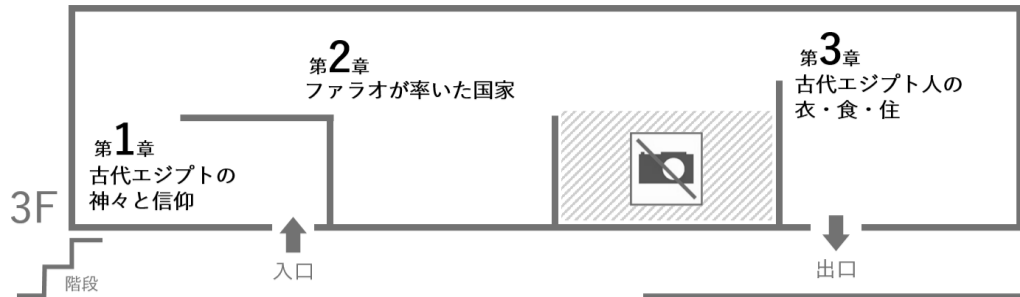 3F
第1章
古代エジプトの
神々と信仰
第2章
ファラオが率いた国家
第3章
古代エジプト人の
衣・食・住
階段
入口
出口